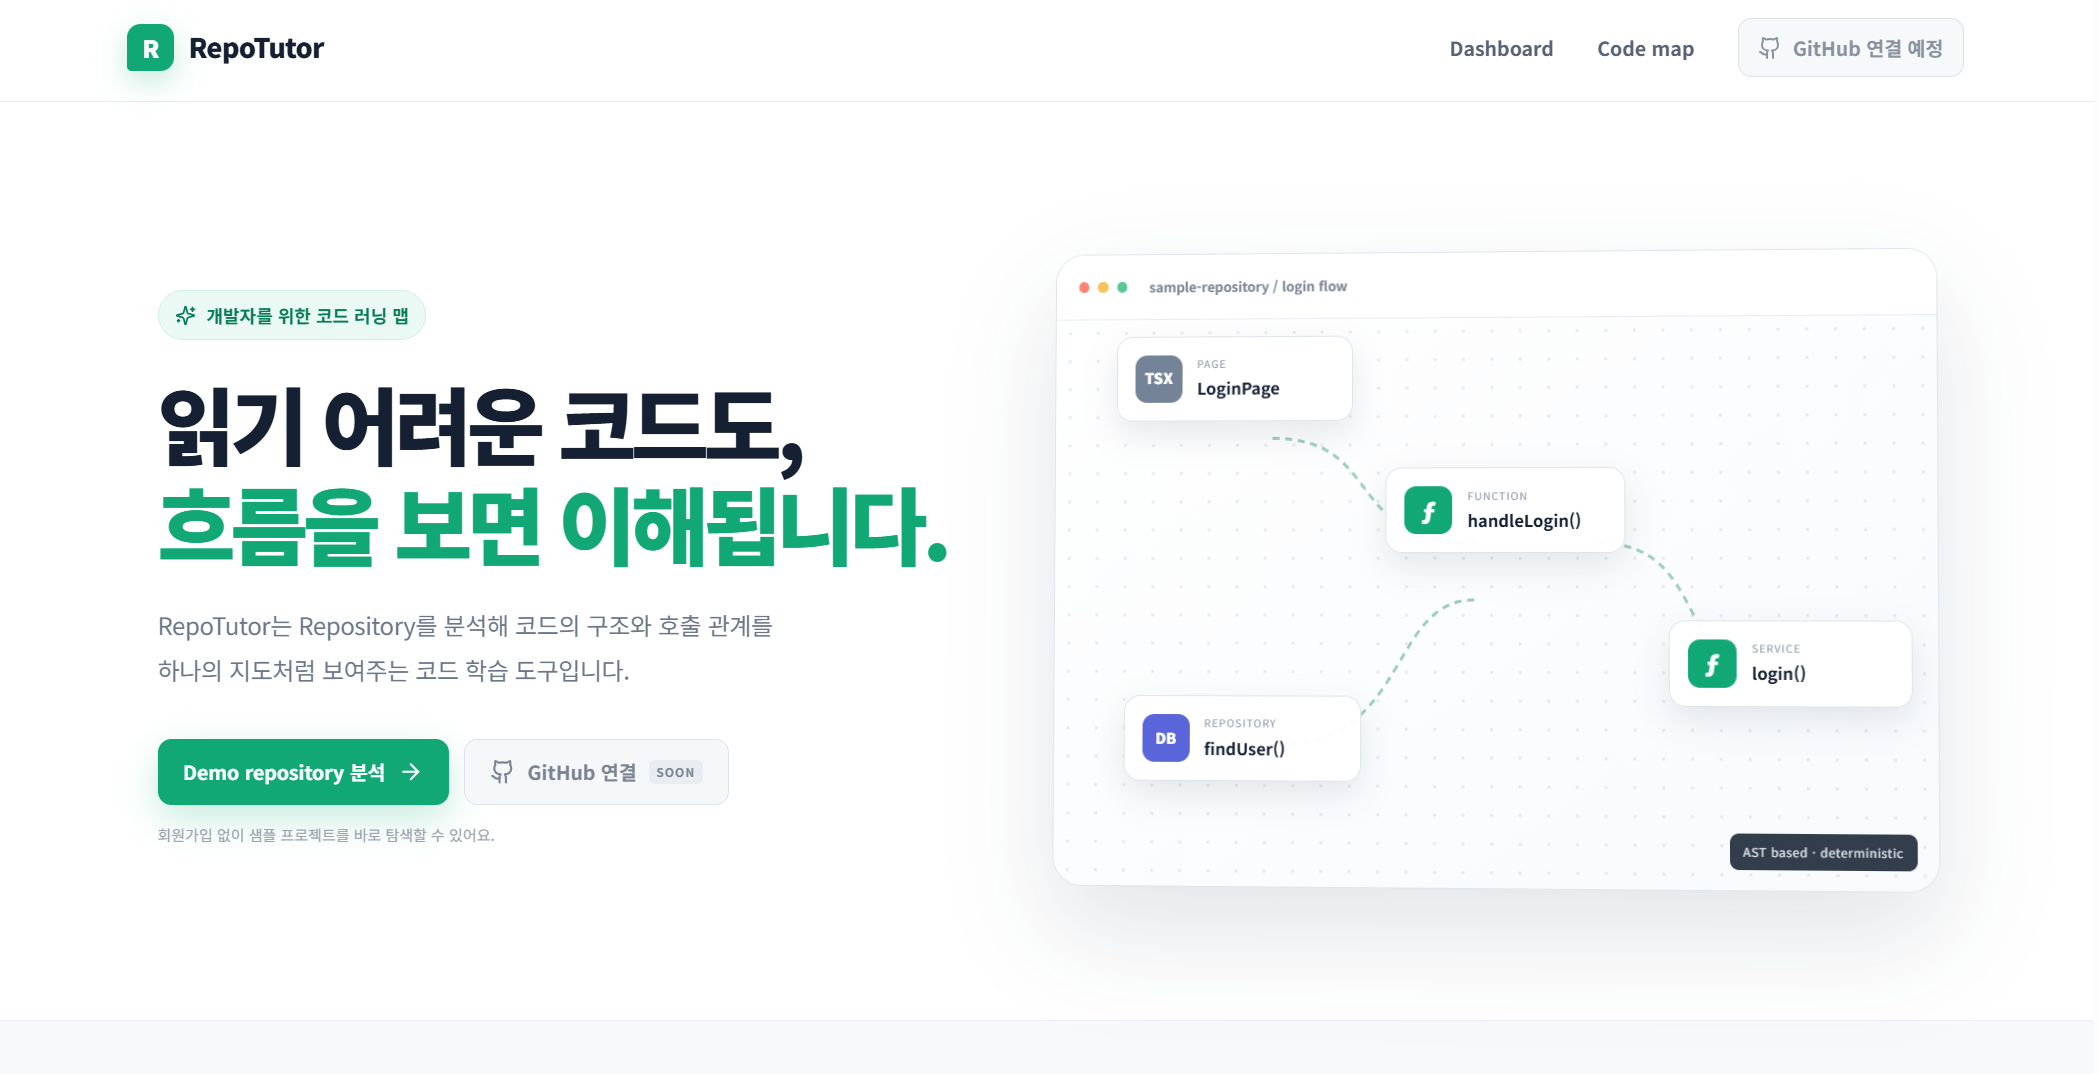 R RepoTutor
Dashboard
Code map
GitHub 연결 예정
개발자를 위한 코드 러닝 맵
읽기 어려운 코드도,
흐름을 보면 이해됩니다.
RepoTutor는 Repository를 분석해 코드의 구조와 호출 관계를
하나의 지도처럼 보여주는 코드 학습 도구입니다.
Demo repository 분석 →
GitHub 연결 SOON
회원가입 없이 샘플 프로젝트를 바로 탐색할 수 있어요.
sample-repository / login flow
TSX
PAGE
LoginPage
ƒ
FUNCTION
handleLogin()
ƒ
SERVICE
login()
DB
REPOSITORY
findUser()
AST based · deterministic